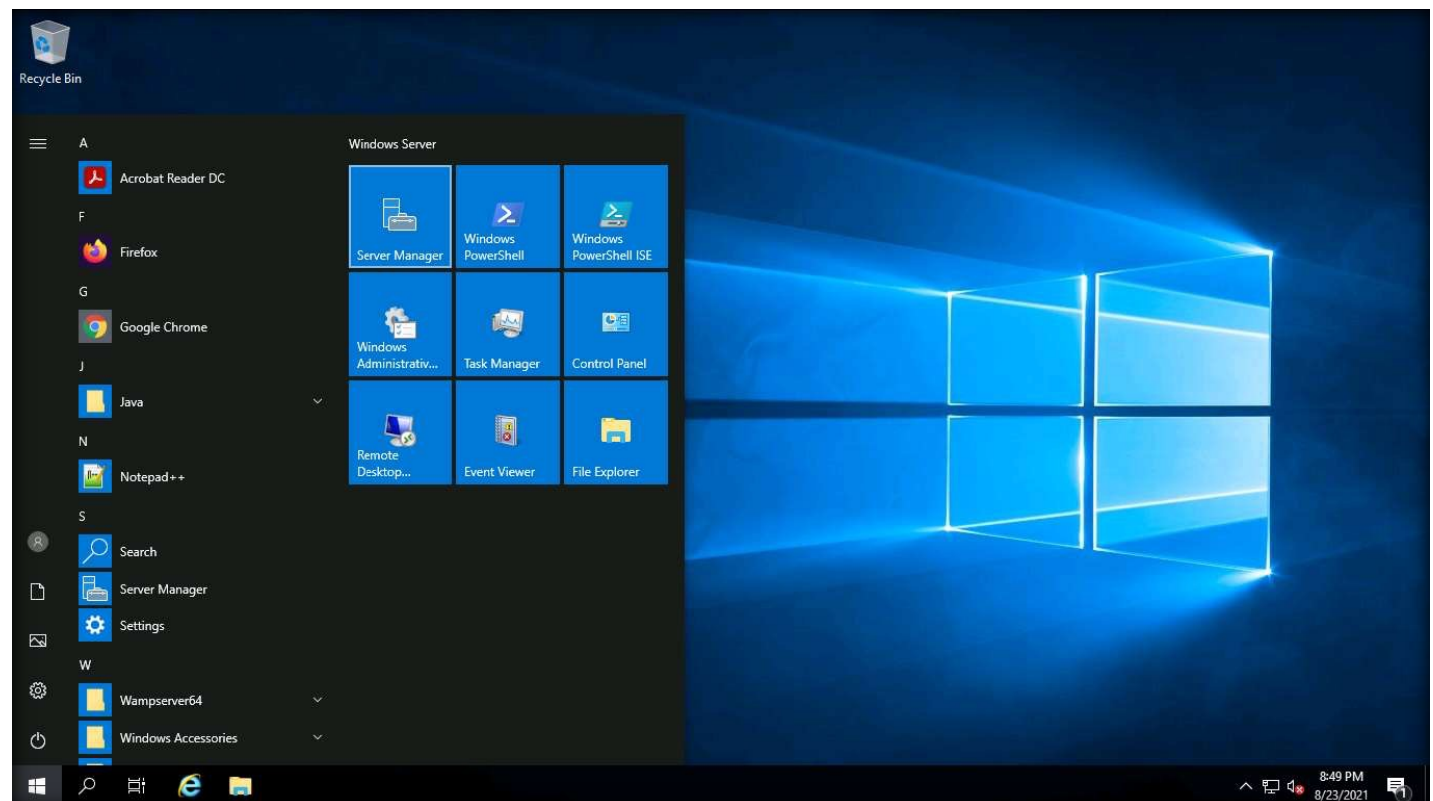 Recycle Bin
A
Acrobat Reader DC
F
Firefox
G
Google Chrome
J
Java
N
Notepad++
S
Search
Server Manager
Settings
W
Wampserver64
Windows Accessories
Windows Server
Server Manager
Windows
PowerShell
Windows
PowerShell ISE
Windows
Administrativ...
Task Manager
Control Panel
Remote
Desktop...
Event Viewer
File Explorer
8:49 PM
8/23/2021
1